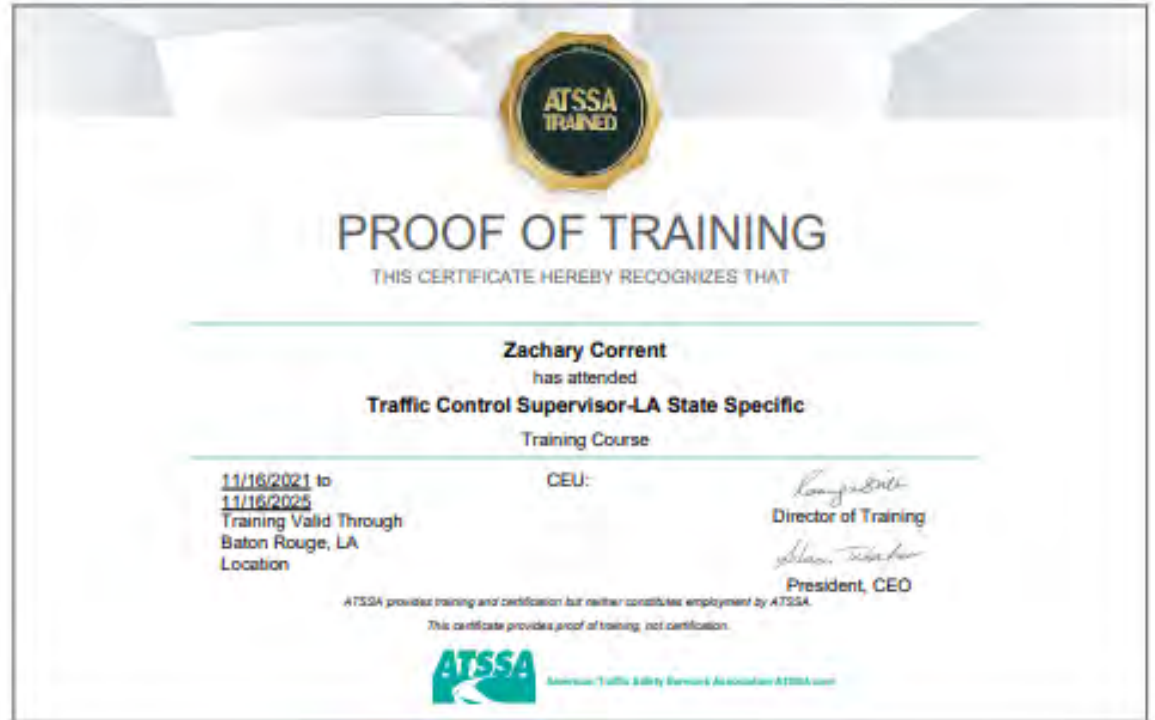 ATSSA
TRAINED
PROOF OF TRAINING
THIS CERTIFICATE HEREBY RECOGNIZES THAT
Zachary Corrent
has attended
Traffic Control Supervisor-LA State Specific
Training Course
11/16/2021 to
11/16/2025
Training Valid Through
Baton Rouge, LA
Location
CEU:
Director of Training
President, CEO
ATSSA provides training and certification but neither constitutes employment by ATSSA.
This certificate provides proof of training, not certification.
ATSSA
American Traffic Safety Services Association ATSSA.com